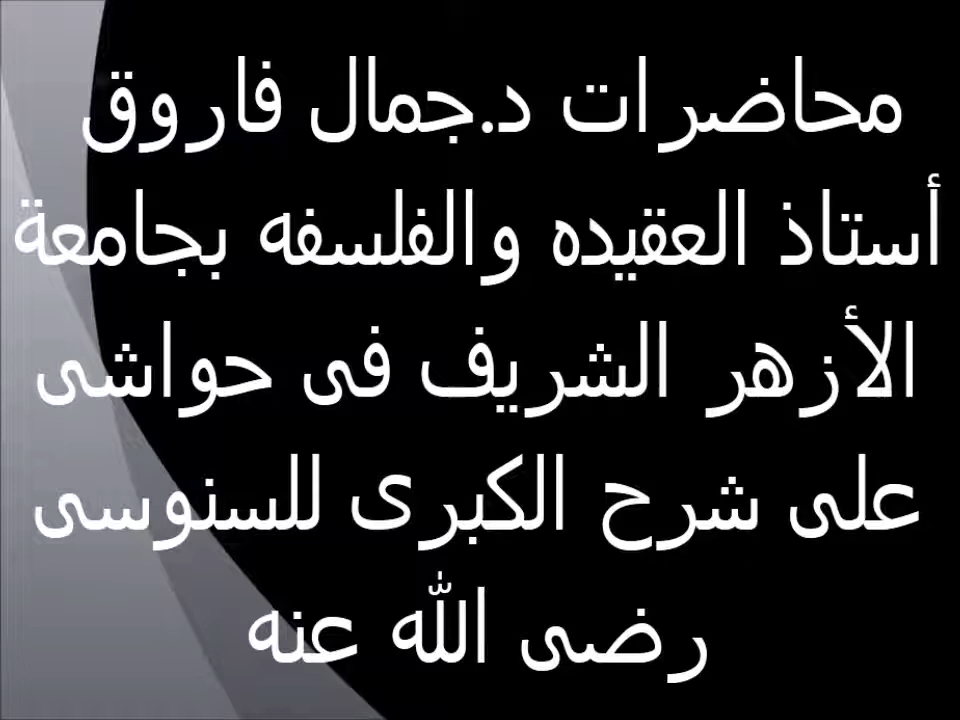 محاضرات د.جمال فاروق
أستاذ العقيده والفلسفه بجامعة
الأزهر الشريف فى حواشى
على شرح الكبرى للسنوسى
رضى الله عنه